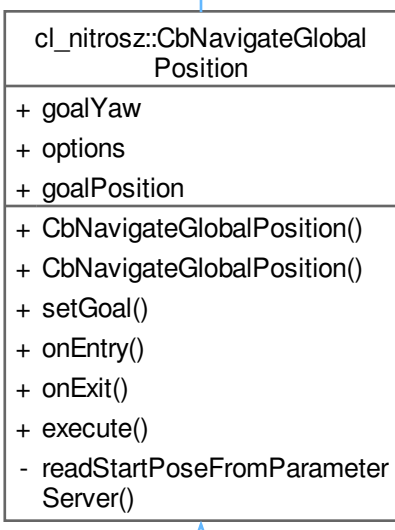 cl_nitrosz::CbNavigateGlobal
Position
+ goalYaw
+ options
+ goalPosition
+ CbNavigateGlobalPosition()
+ CbNavigateGlobalPosition()
+ setGoal()
+ onEntry()
+ onExit()
+ execute()
- readStartPoseFromParameter
Server()